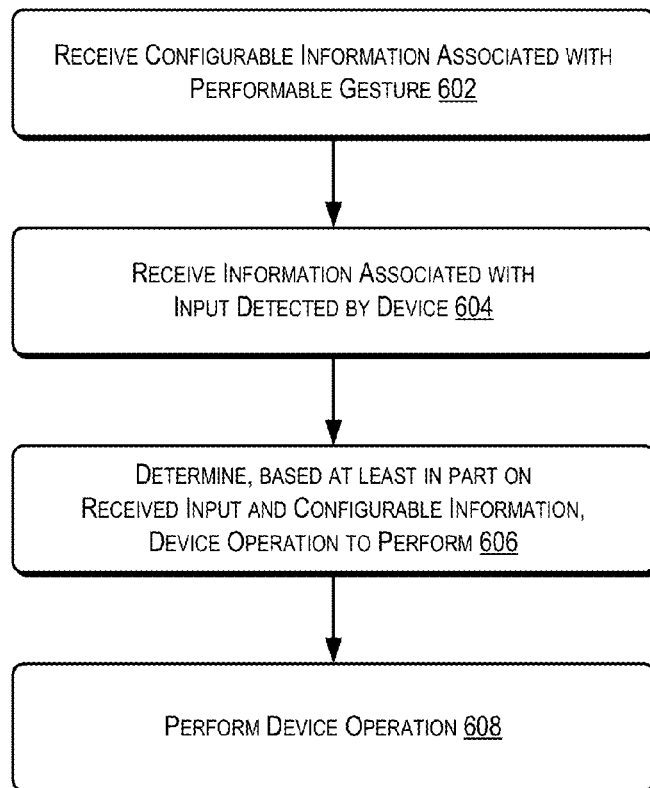 RECEIVE CONFIGURABLE INFORMATION ASSOCIATED WITH
PERFORMABLE GESTURE 602
RECEIVE INFORMATION ASSOCIATED WITH
INPUT DETECTED BY DEVICE 604
DETERMINE, BASED AT LEAST IN PART ON
RECEIVED INPUT AND CONFIGURABLE INFORMATION,
DEVICE OPERATION TO PERFORM 606
PERFORM DEVICE OPERATION 608